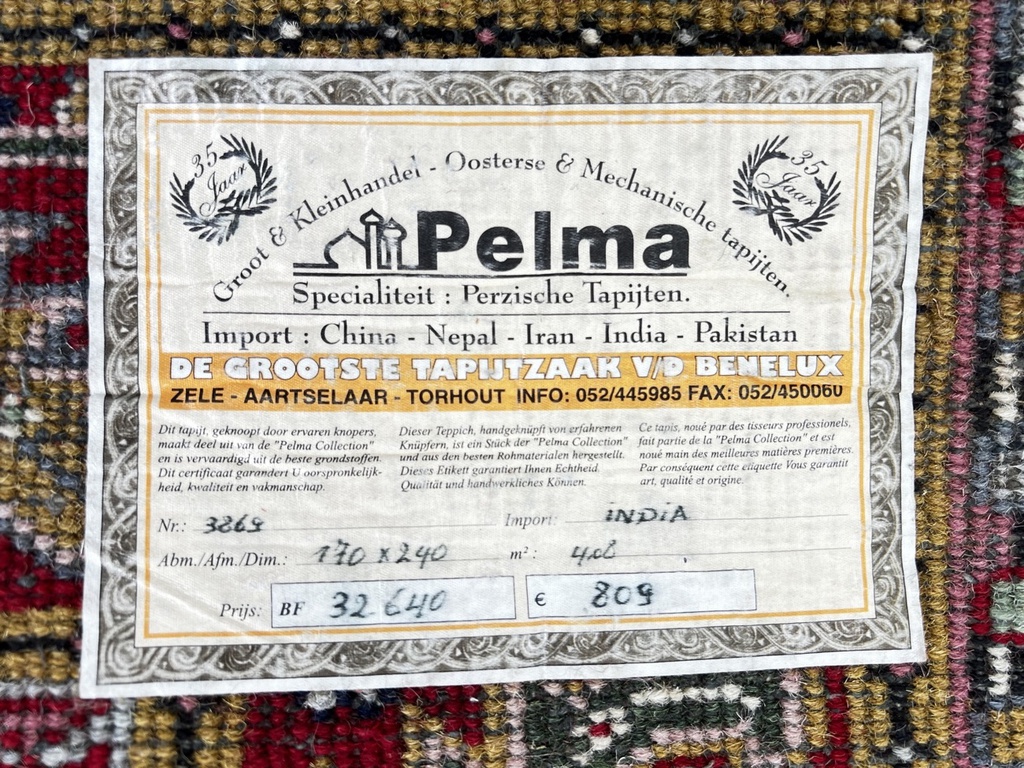 35
Jaar
Groot & Kleinhandel - Oosterse & Mechanische tapijten.
35
Jaar
Pelma
Specialiteit : Perzische Tapijten.
Import : China - Nepal - Iran - India - Pakistan
DE GROOTSTE TAPIJTZAAK V/D BENELUX
ZELE - AARTSELAAR - TORHOUT INFO: 052/445985 FAX: 052/450060
Dit tapijt, geknoopt door ervaren knopers,
maakt deel uit van de "Pelma Collection"
en is vervaardigd uit de beste grondstoffen.
Dit certificaat garandert U oorspronkelijk-
heid, kwaliteit en vakmanschap.
Dieser Teppich, handgeknüpft von erfahrenen
Knüpfern, ist ein Stück der "Pelma Collection"
und aus den besten Rohmaterialen hergestellt.
Dieses Etikett garantiert Ihnen Echtheid.
Qualität und handwerkliches Können.
Ce tapis, noué par des tisseurs professionels,
fait partie de la "Pelma Collection" et est
noué main des meilleures matières premières.
Par conséquent cette etiquette Vous garantit
art, qualité et origine.
Nr.: 3869 Import: INDIA
Abm./Afm./Dim.: 170 x 240 m²: 4.08
Prijs: BF 32 640 € 809